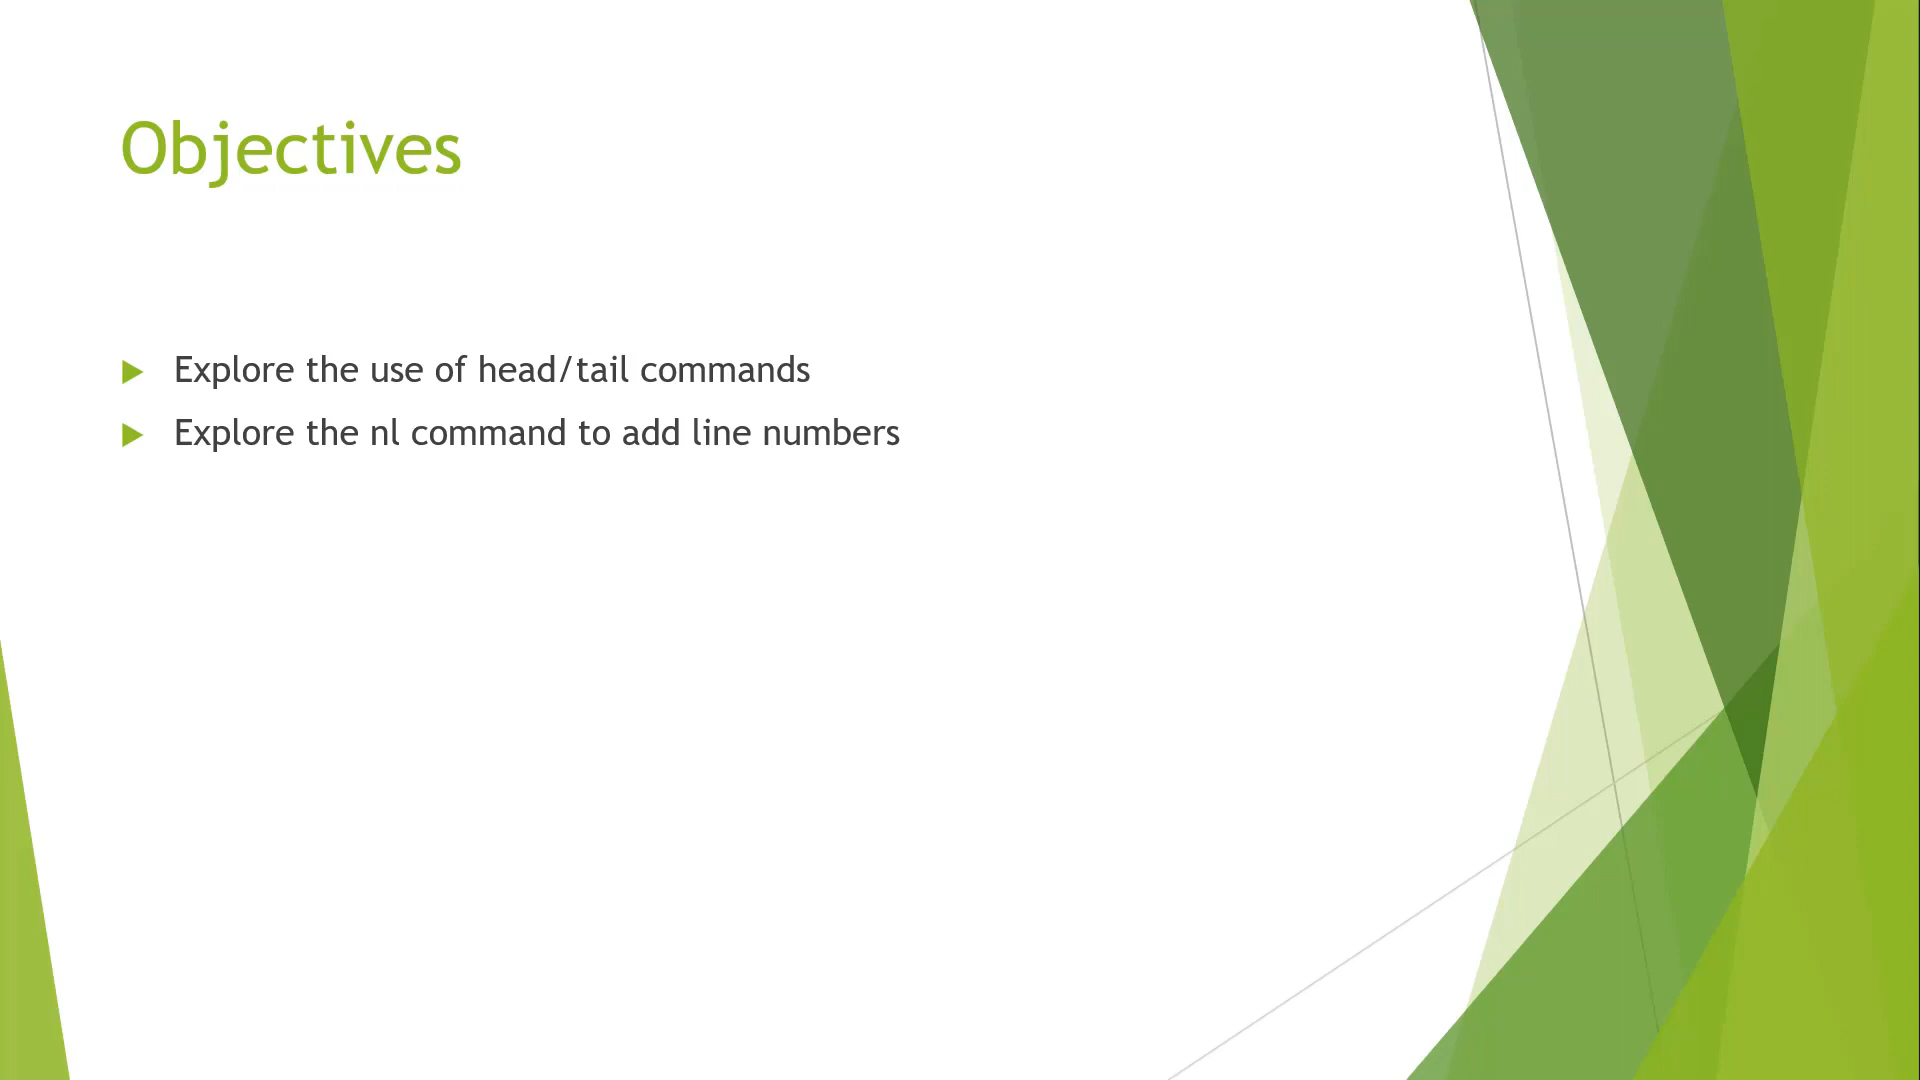 Objectives
Explore the use of head/tail commands
Explore the nl command to add line numbers